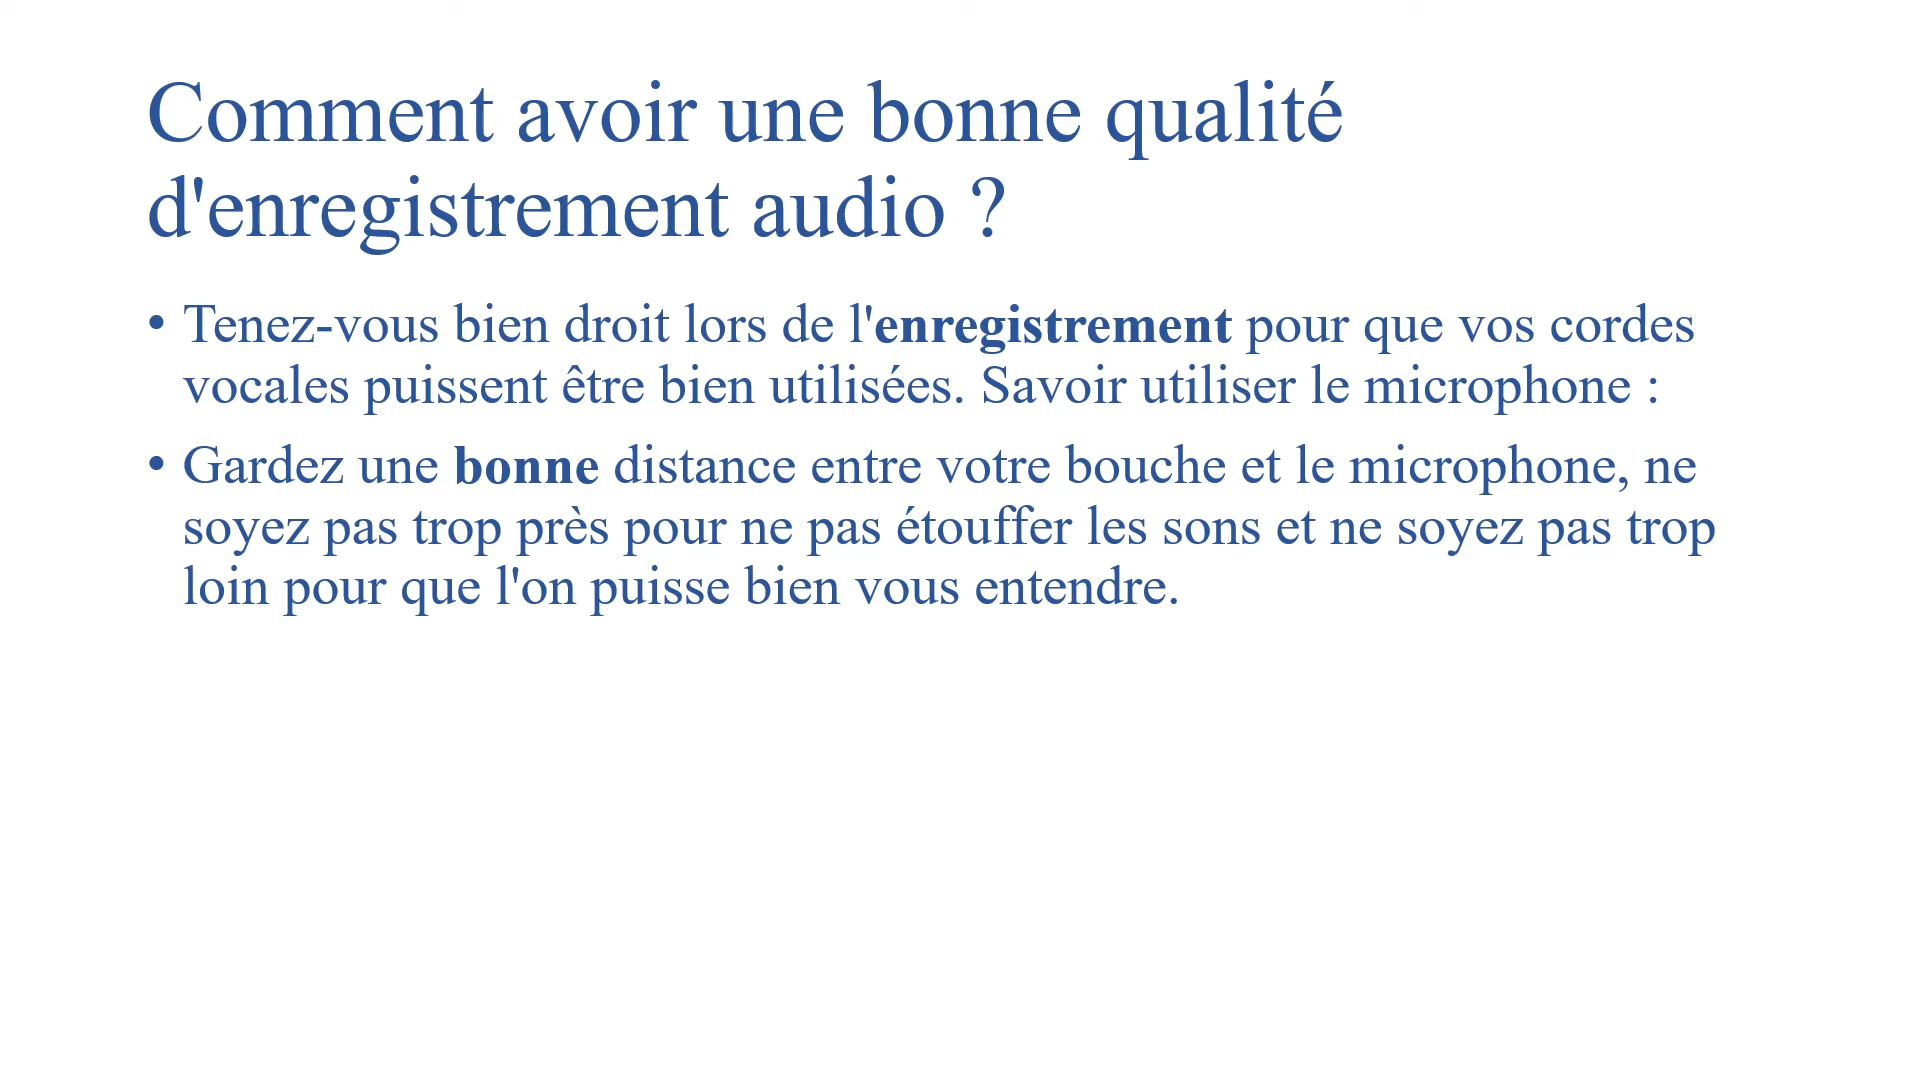 Comment avoir une bonne qualité
d'enregistrement audio ?
• Tenez-vous bien droit lors de l'enregistrement pour que vos cordes
vocales puissent être bien utilisées. Savoir utiliser le microphone :
• Gardez une bonne distance entre votre bouche et le microphone, ne
soyez pas trop près pour ne pas étouffer les sons et ne soyez pas trop
loin pour que l'on puisse bien vous entendre.